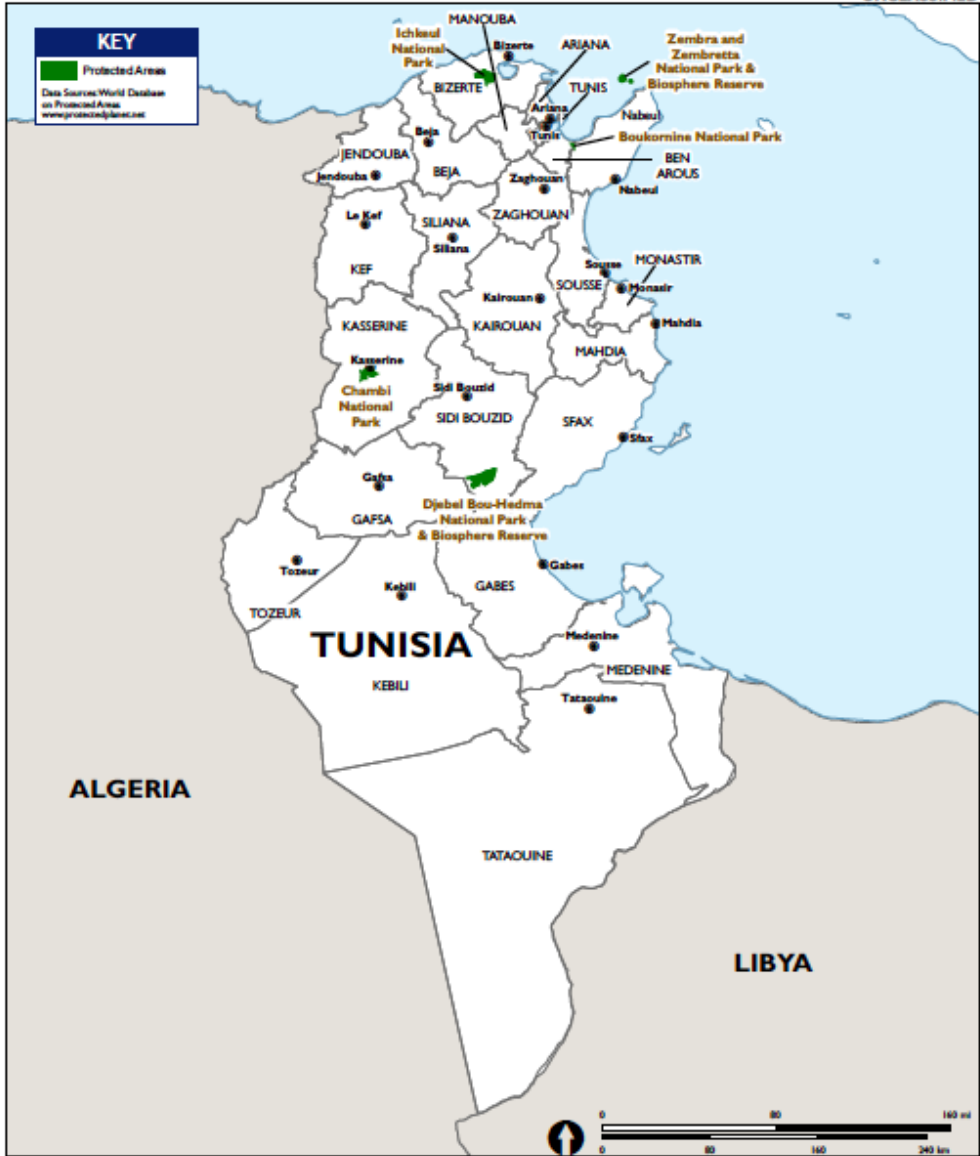 KEY
Protected Areas
Data Sources:World Database
on Protected Areas
www.protectedplanet.net
MANOUBA
Ichkeul
National
Park
Bizerte
ARIANA
Zembra and
Zembretta
National Park &
Biosphere Reserve
BIZERTE
TUNIS
Ariana
Tunis
Nabeul
Boukornine National Park
BEN
AROUS
Beja
JENDOUBA
BEJA
Jendouba
Zaghouan
Nabeul
ZAGHOUAN
Le Kef
SILIANA
Siliana
KEF
Sousse
MONASTIR
SOUSSE
Monasir
Kairouan
KAIROUAN
KASSERINE
Mahdia
MAHDIA
Kasserine
Chambi
National
Park
Sidi Bouzid
SIDI BOUZID
SFAX
Sfax
Gafsa
GAFSA
Djebel Bou-Hedma
National Park
& Biosphere Reserve
Tozeur
TOZEUR
Kebili
Gabes
GABES
TUNISIA
KEBILI
Medenine
MEDENINE
Tataouine
ALGERIA
TATAOUINE
LIBYA
0 80 160 mi
0 80 160 240 km